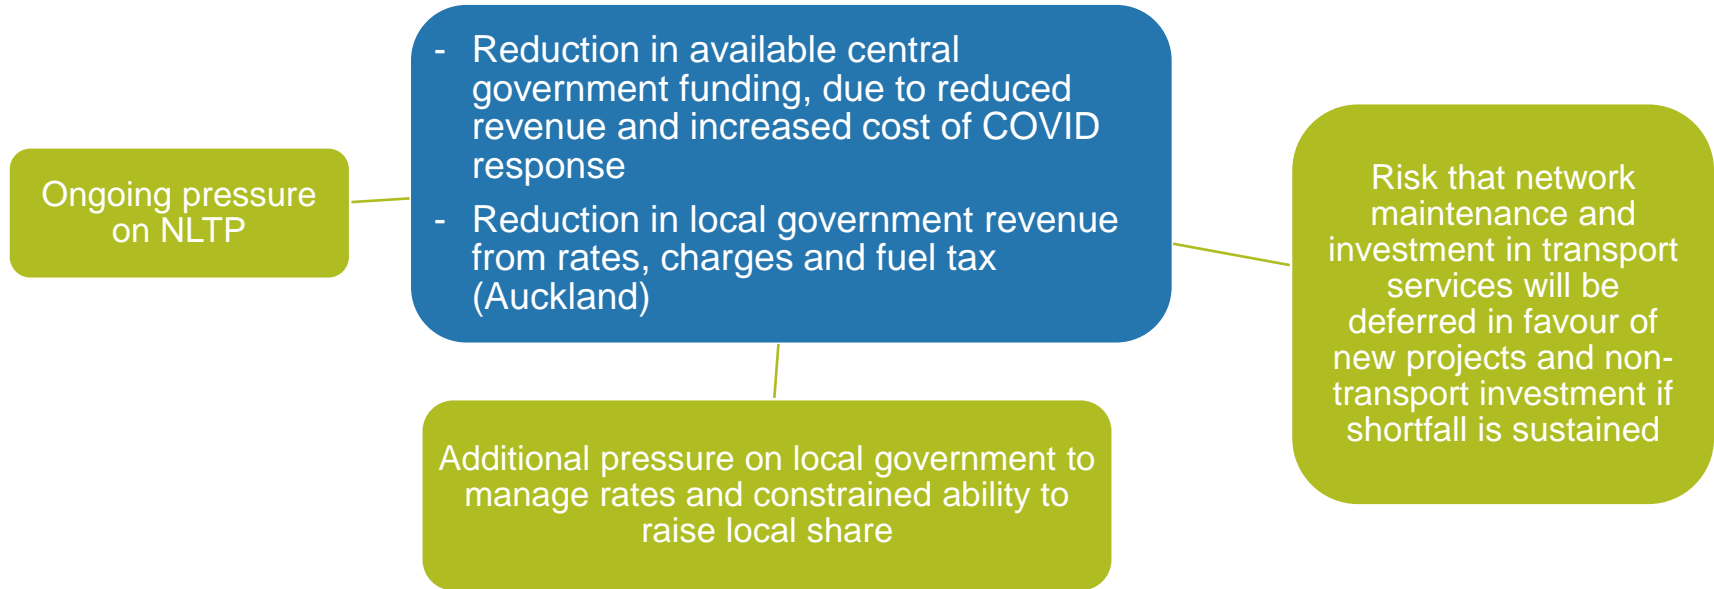 - Reduction in available central
government funding, due to reduced
revenue and increased cost of COVID
response
- Reduction in local government revenue
from rates, charges and fuel tax
(Auckland)
Ongoing pressure
on NLTP
Risk that network
maintenance and
investment in transport
services will be
deferred in favour of
new projects and non-
transport investment if
shortfall is sustained
Additional pressure on local government to
manage rates and constrained ability to
raise local share